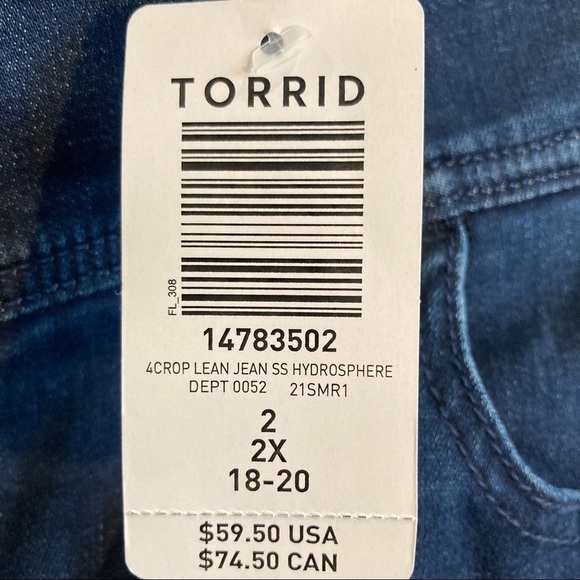 TORRID
FL_308
14783502
4CROP LEAN JEAN SS HYDROSPHERE
DEPT 0052 21SMR1
2
2X
18-20
$59.50 USA
$74.50 CAN